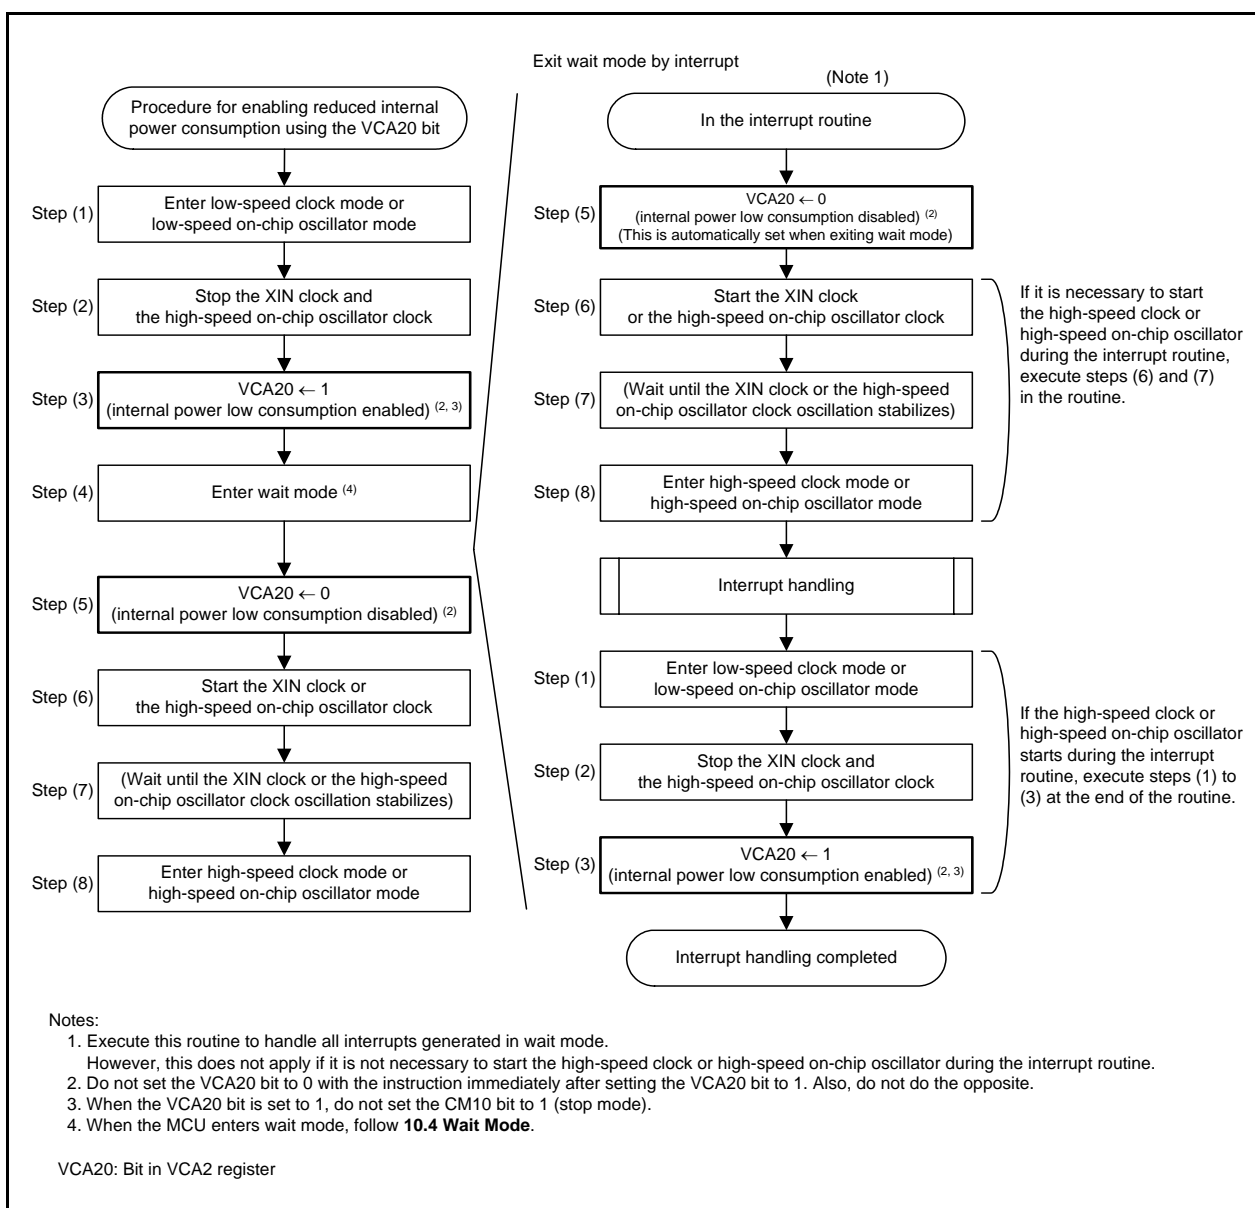 Procedure for enabling reduced internal
power consumption using the VCA20 bit
Step (1)
Enter low-speed clock mode or
low-speed on-chip oscillator mode
Step (2)
Stop the XIN clock and
the high-speed on-chip oscillator clock
Step (3)
VCA20 ← 1
(internal power low consumption enabled) (2, 3)
Step (4)
Enter wait mode (4)
Step (5)
VCA20 ← 0
(internal power low consumption disabled) (2)
Step (6)
Start the XIN clock or
the high-speed on-chip oscillator clock
Step (7)
(Wait until the XIN clock or the high-speed
on-chip oscillator clock oscillation stabilizes)
Step (8)
Enter high-speed clock mode or
high-speed on-chip oscillator mode
Exit wait mode by interrupt
(Note 1)
In the interrupt routine
Step (5)
VCA20 ← 0
(internal power low consumption disabled) (2)
(This is automatically set when exiting wait mode)
Step (6)
Start the XIN clock
or the high-speed on-chip oscillator clock
Step (7)
(Wait until the XIN clock or the high-speed
on-chip oscillator clock oscillation stabilizes)
Step (8)
Enter high-speed clock mode or
high-speed on-chip oscillator mode
If it is necessary to start
the high-speed clock or
high-speed on-chip oscillator
during the interrupt routine,
execute steps (6) and (7)
in the routine.
Interrupt handling
Step (1)
Enter low-speed clock mode or
low-speed on-chip oscillator mode
Step (2)
Stop the XIN clock and
the high-speed on-chip oscillator clock
Step (3)
VCA20 ← 1
(internal power low consumption enabled) (2, 3)
If the high-speed clock or
high-speed on-chip oscillator
starts during the interrupt
routine, execute steps (1) to
(3) at the end of the routine.
Interrupt handling completed
Notes:
1. Execute this routine to handle all interrupts generated in wait mode.
However, this does not apply if it is not necessary to start the high-speed clock or high-speed on-chip oscillator during the interrupt routine.
2. Do not set the VCA20 bit to 0 with the instruction immediately after setting the VCA20 bit to 1. Also, do not do the opposite.
3. When the VCA20 bit is set to 1, do not set the CM10 bit to 1 (stop mode).
4. When the MCU enters wait mode, follow 10.4 Wait Mode.
VCA20: Bit in VCA2 register